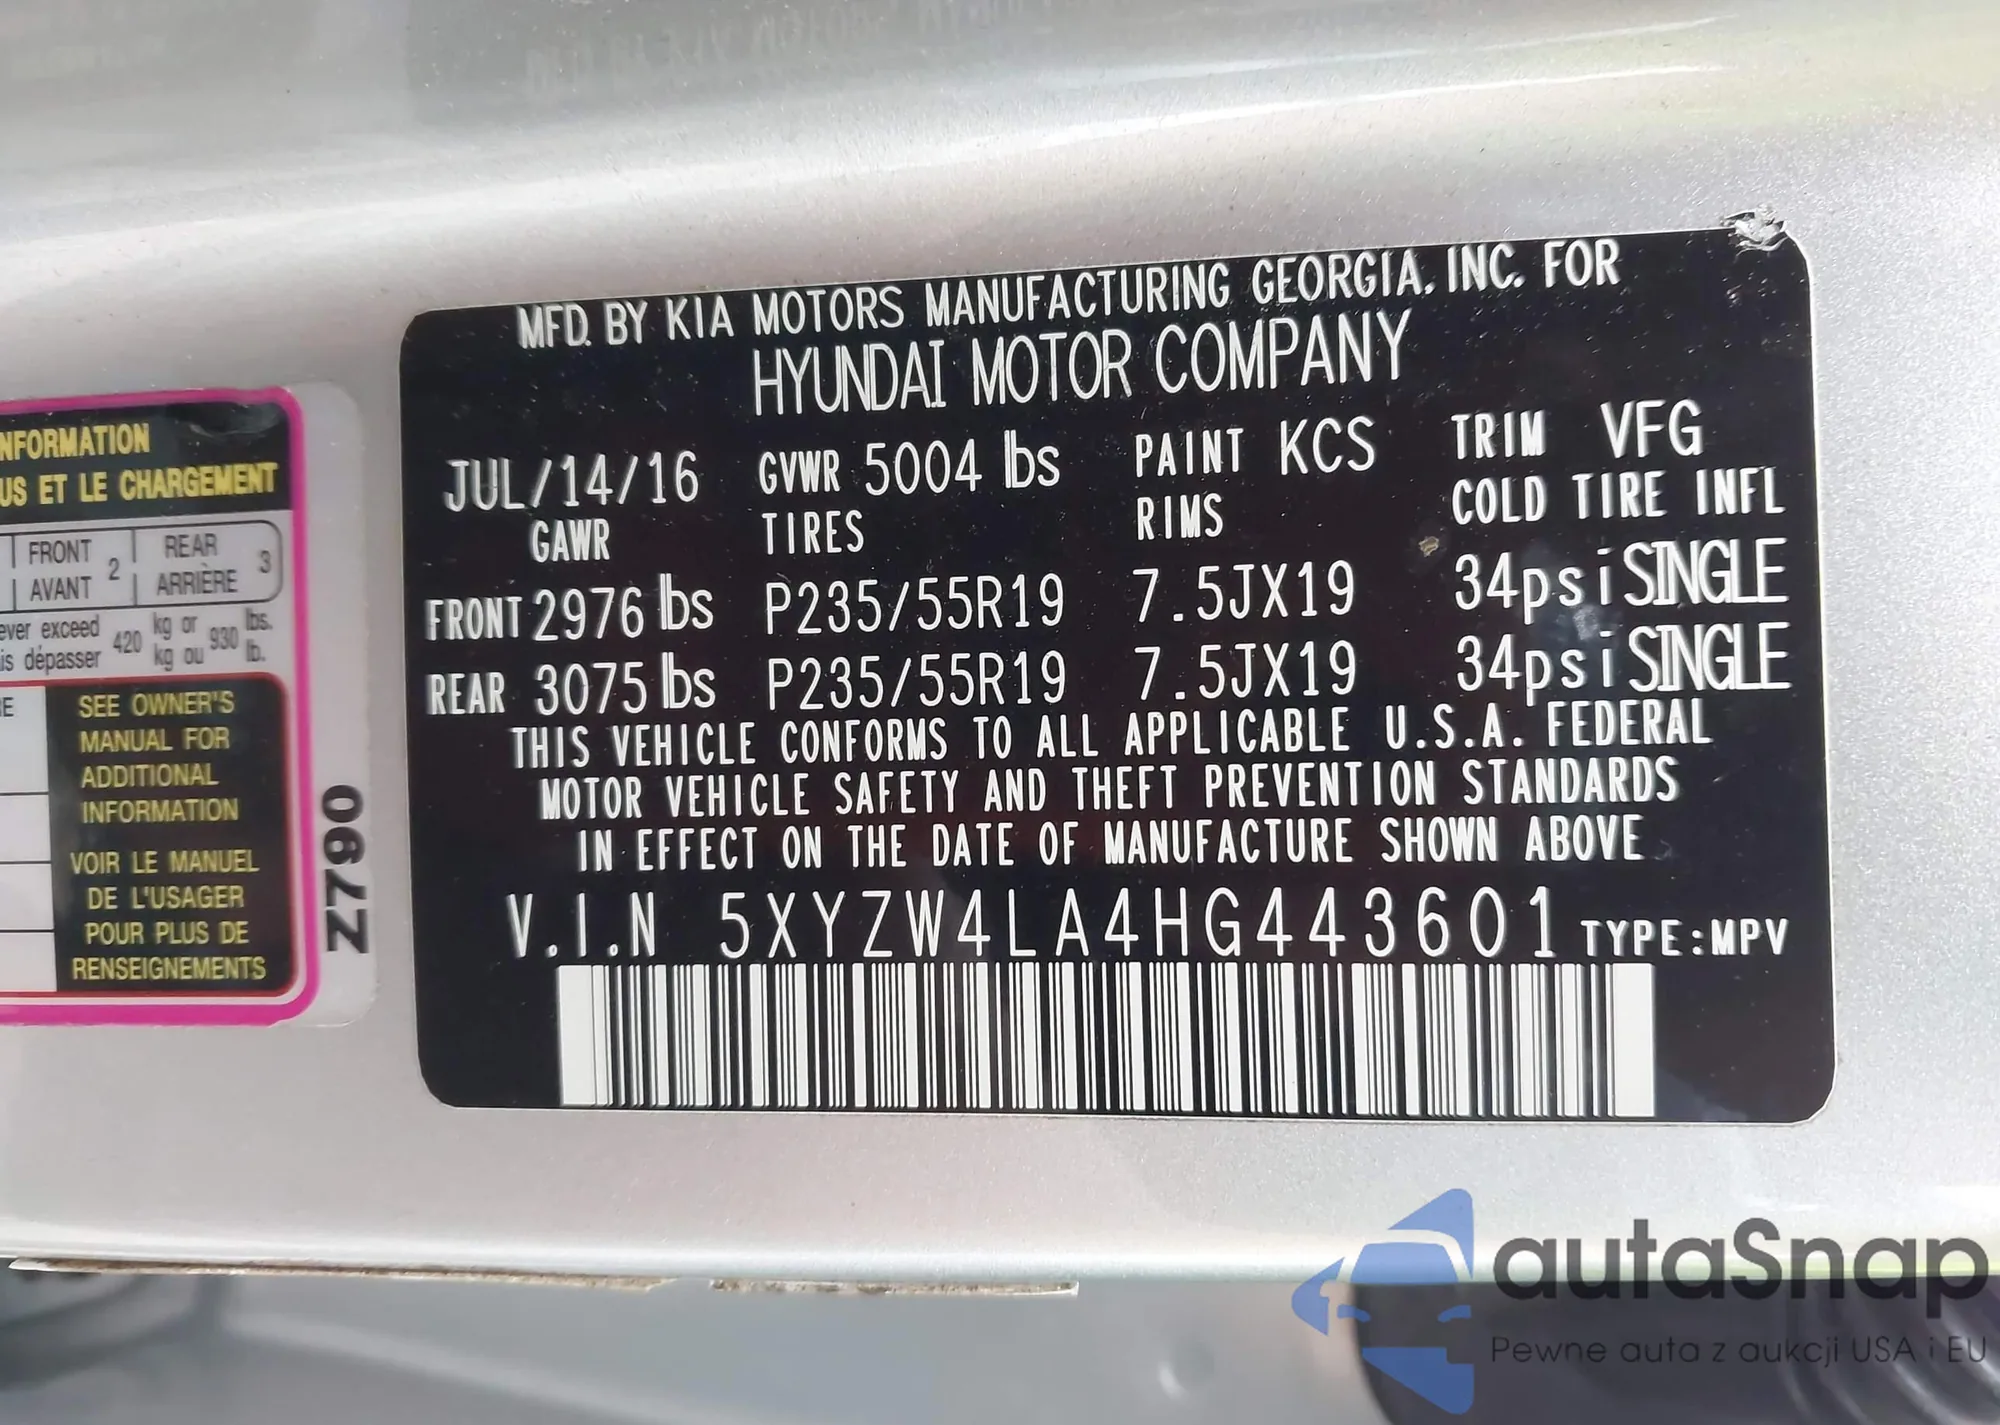 MFD. BY KIA MOTORS MANUFACTURING GEORGIA. INC. FOR
HYUNDAI MOTOR COMPANY
JUL/14/16 GVWR 5004 lbs PAINT KCS TRIM VFG
GAWR TIRES RIMS COLD TIRE INFL
FRONT 2976 lbs P235/55R19 7.5JX19 34psi SINGLE
REAR 3075 lbs P235/55R19 7.5JX19 34psi SINGLE
THIS VEHICLE CONFORMS TO ALL APPLICABLE U.S.A. FEDERAL
MOTOR VEHICLE SAFETY AND THEFT PREVENTION STANDARDS
IN EFFECT ON THE DATE OF MANUFACTURE SHOWN ABOVE
V.I.N 5XYZW4LA4HG443601 TYPE:MPV
NFORMATION
US ET LE CHARGEMENT
FRONT 2 REAR 3
AVANT ARRIÈRE
ever exceed 420 kg or 930 lbs.
is dépasser kg ou lb.
SEE OWNER'S
MANUAL FOR
ADDITIONAL
INFORMATION
VOIR LE MANUEL
DE L'USAGER
POUR PLUS DE
RENSEIGNEMENTS
Z790
autaSnap
Pewne auta z aukcji USA i EU